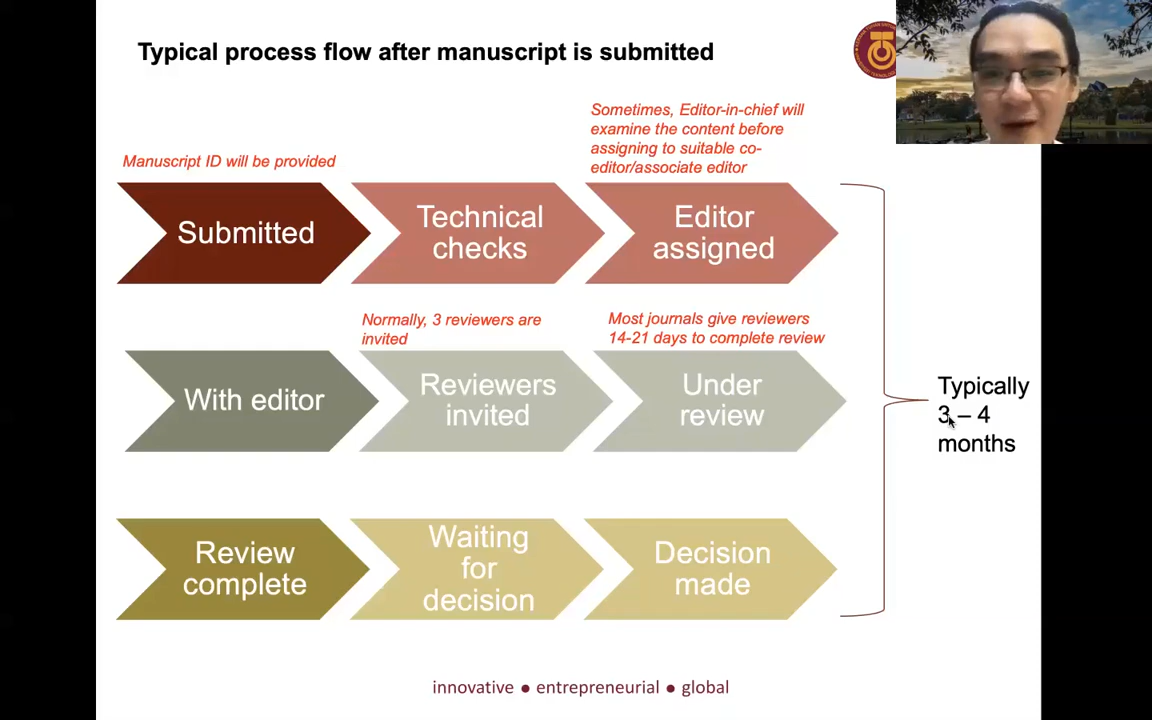 Typical process flow after manuscript is submitted
Sometimes, Editor-in-chief will
examine the content before
assigning to suitable co-
editor/associate editor
Manuscript ID will be provided
Submitted
Technical
checks
Editor
assigned
Normally, 3 reviewers are
invited
Most journals give reviewers
14-21 days to complete review
With editor
Reviewers
invited
Under
review
Typically
3 – 4
months
Review
complete
Waiting
for
decision
Decision
made
innovative ● entrepreneurial ● global